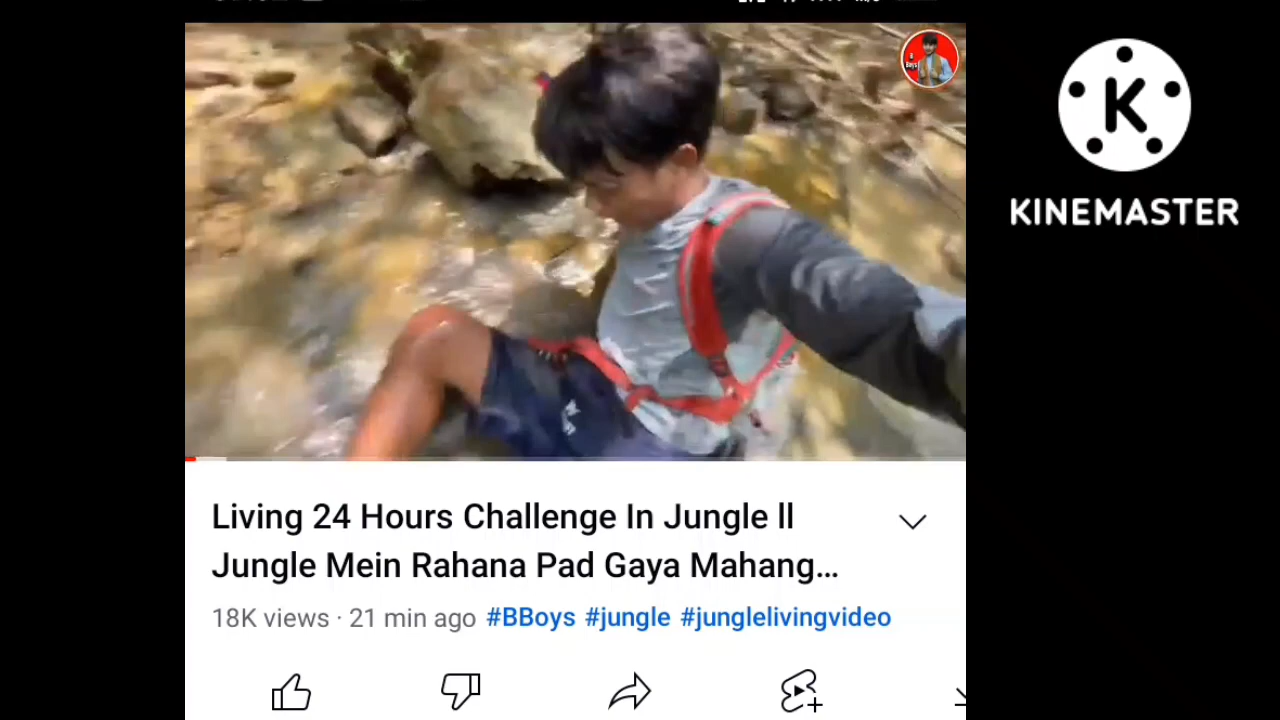 KINEMASTER
Living 24 Hours Challenge In Jungle ll
Jungle Mein Rahana Pad Gaya Mahang...
18K views · 21 min ago #BBoys #jungle #junglelivingvideo